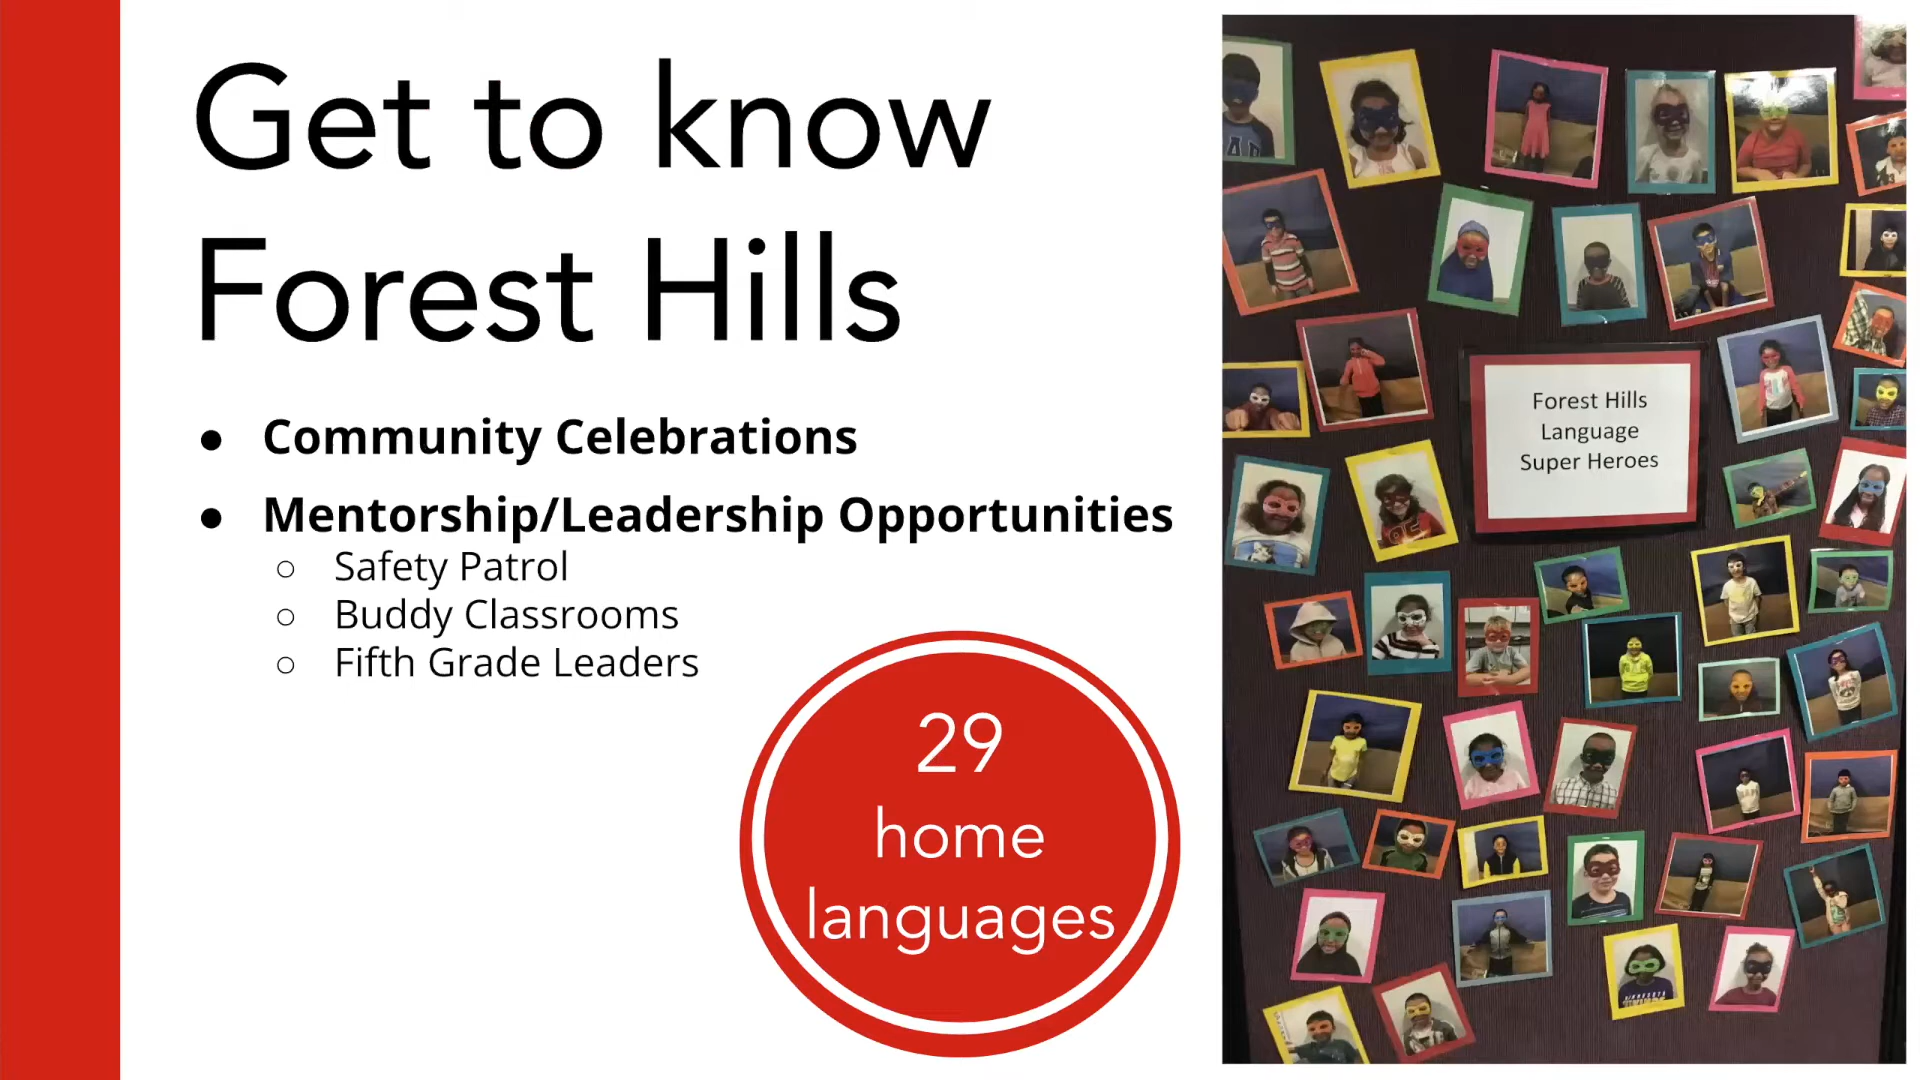 Get to know
Forest Hills
● Community Celebrations
● Mentorship/Leadership Opportunities
○ Safety Patrol
○ Buddy Classrooms
○ Fifth Grade Leaders
29
home
languages
Forest Hills
Language
Super Heroes